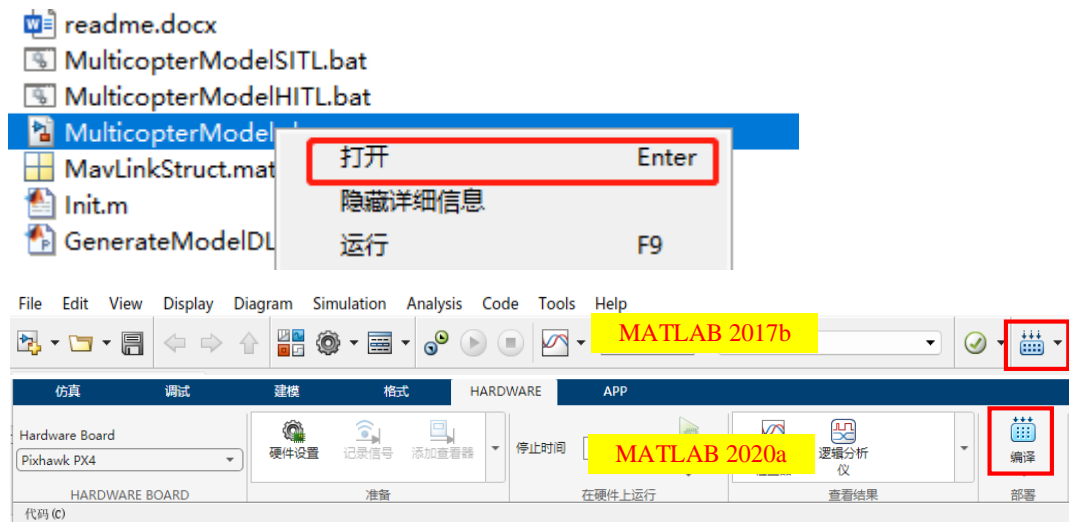 readme.docx
MulticopterModelSITL.bat
MulticopterModelHITL.bat
MulticopterModel
打开 Enter
MavLinkStruct.mat
隐藏详细信息
Init.m
运行 F9
GenerateModelDL
File Edit View Display Diagram Simulation Analysis Code Tools Help
MATLAB 2017b
仿真 调试 建模 格式 HARDWARE APP
Hardware Board
Pixhawk PX4
硬件设置 记录信号 添加查看器 停止时间
MATLAB 2020a
逻辑分析
仪
编译
HARDWARE BOARD 准备 在硬件上运行 查看结果 部署
代码 (C)